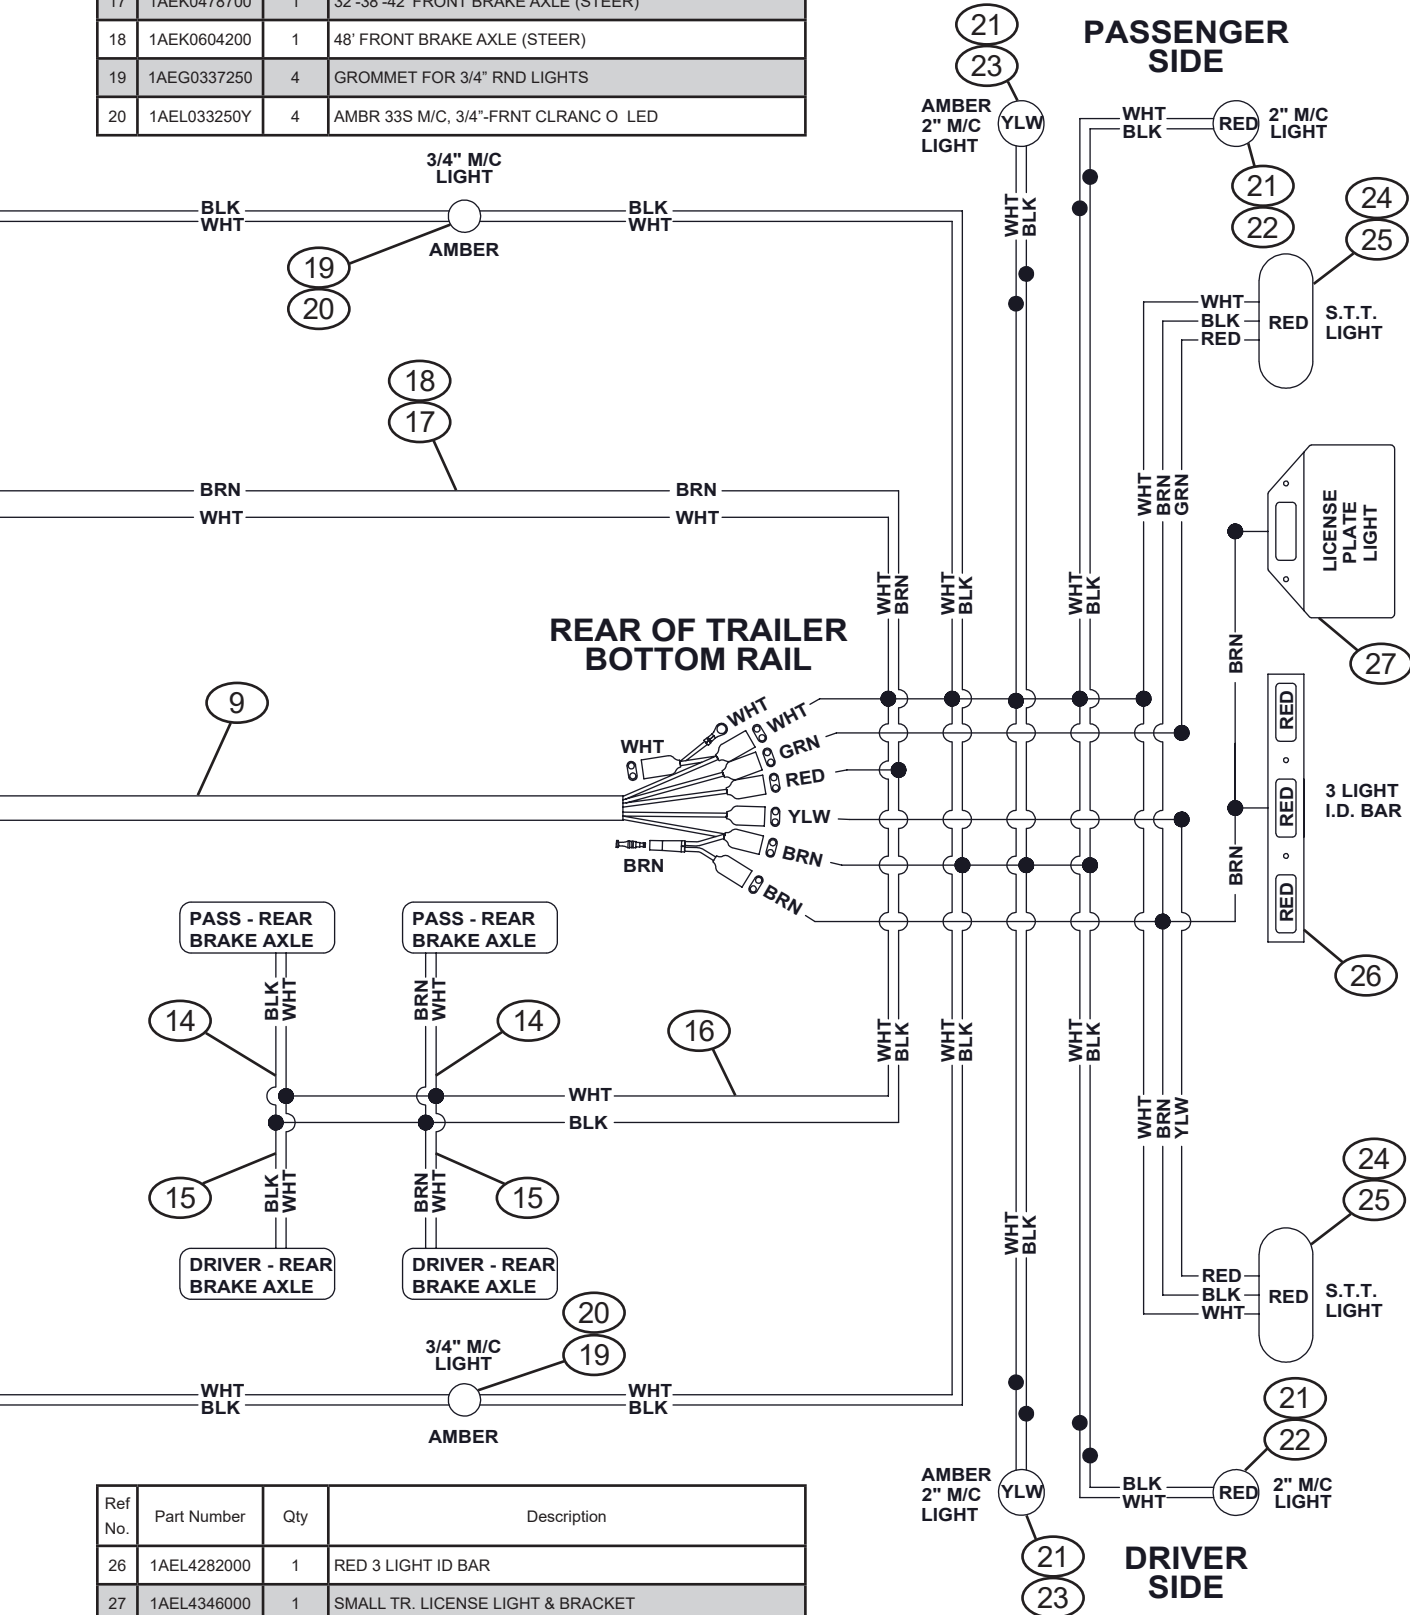 17 1AEK0478700 1 32'-38'-42' FRONT BRAKE AXLE (STEER)
18 1AEK0604200 1 48' FRONT BRAKE AXLE (STEER)
19 1AEG0337250 4 GROMMET FOR 3/4" RND LIGHTS
20 1AEL033250Y 4 AMBR 33S M/C, 3/4"-FRNT CLRANC O LED
21
23
PASSENGER
SIDE
AMBER
2" M/C
LIGHT
YLW
WHT
BLK
RED
2" M/C
LIGHT
21
22
24
25
3/4" M/C
LIGHT
BLK
WHT
BLK
WHT
AMBER
19
20
WHT
BLK
WHT
BLK
RED
RED
S.T.T.
LIGHT
18
17
BRN
WHT
BRN
WHT
WHT
BRN
GRN
LICENSE
PLATE
LIGHT
27
WHT
BRN
WHT
BLK
WHT
BLK
BRN
REAR OF TRAILER
BOTTOM RAIL
9
WHT
WHT
WHT
GRN
RED
YLW
BRN
BRN
BRN
RED
RED
RED
3 LIGHT
I.D. BAR
BRN
26
PASS - REAR
BRAKE AXLE
PASS - REAR
BRAKE AXLE
BLK
WHT
BRN
WHT
14
14
16
WHT
BLK
WHT
BLK
WHT
BLK
WHT
BLK
WHT
BRN
YLW
15
15
BLK
WHT
BRN
WHT
DRIVER - REAR
BRAKE AXLE
DRIVER - REAR
BRAKE AXLE
WHT
BLK
24
25
RED
BLK
WHT
RED
S.T.T.
LIGHT
20
19
3/4" M/C
LIGHT
WHT
BLK
WHT
BLK
AMBER
21
22
AMBER
2" M/C
LIGHT
YLW
BLK
WHT
RED
2" M/C
LIGHT
21
23
DRIVER
SIDE
Ref No. Part Number Qty Description
26 1AEL4282000 1 RED 3 LIGHT ID BAR
27 1AEL4346000 1 SMALL TR. LICENSE LIGHT & BRACKET